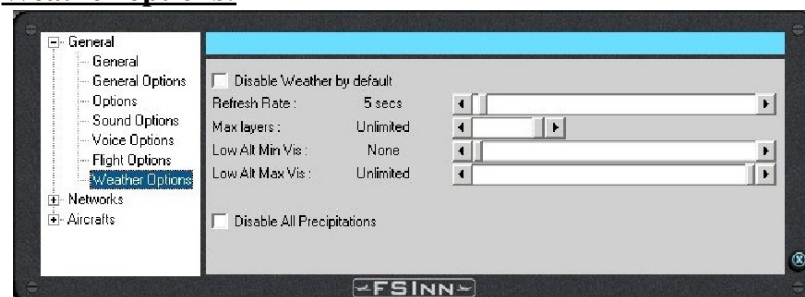 Weather options:
General
General
General Options
Options
Sound Options
Voice Options
Flight Options
Weather Options
Networks
Aircrafts
Disable Weather by default
Refresh Rate : 5 secs
Max layers : Unlimited
Low Alt Min Vis : None
Low Alt Max Vis : Unlimited
Disable All Precipitations
FSINN